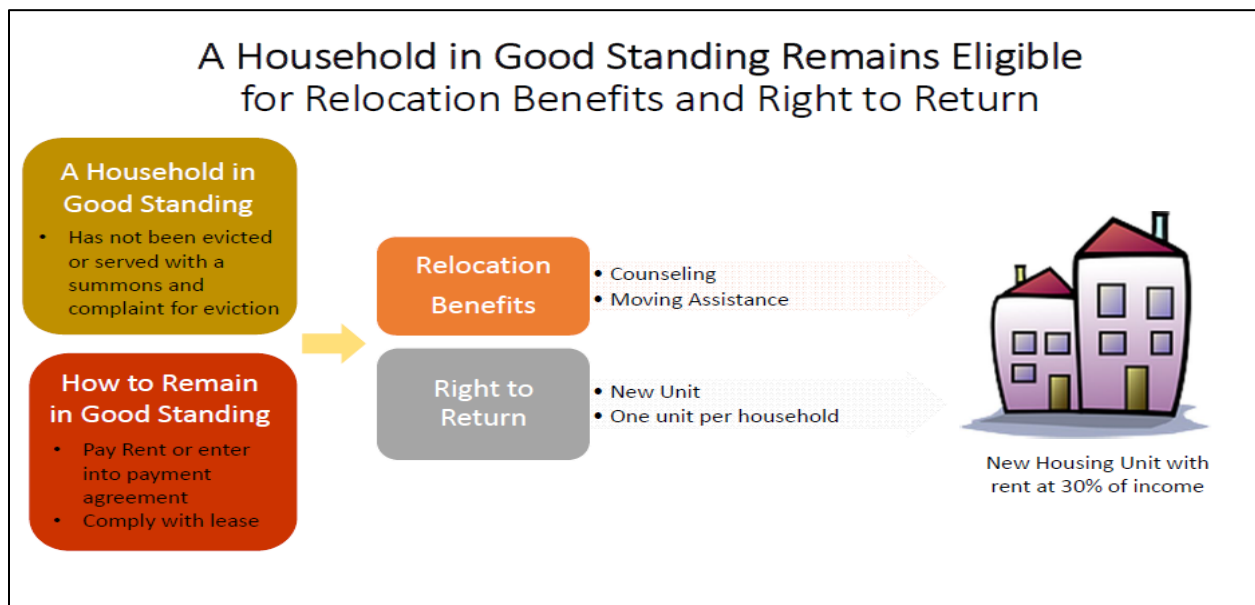 A Household in Good Standing Remains Eligible
for Relocation Benefits and Right to Return
A Household in
Good Standing
• Has not been evicted
or served with a
summons and
complaint for eviction
How to Remain
in Good Standing
• Pay Rent or enter
into payment
agreement
• Comply with lease
Relocation
Benefits
• Counseling
• Moving Assistance
Right to
Return
• New Unit
• One unit per household
New Housing Unit with
rent at 30% of income